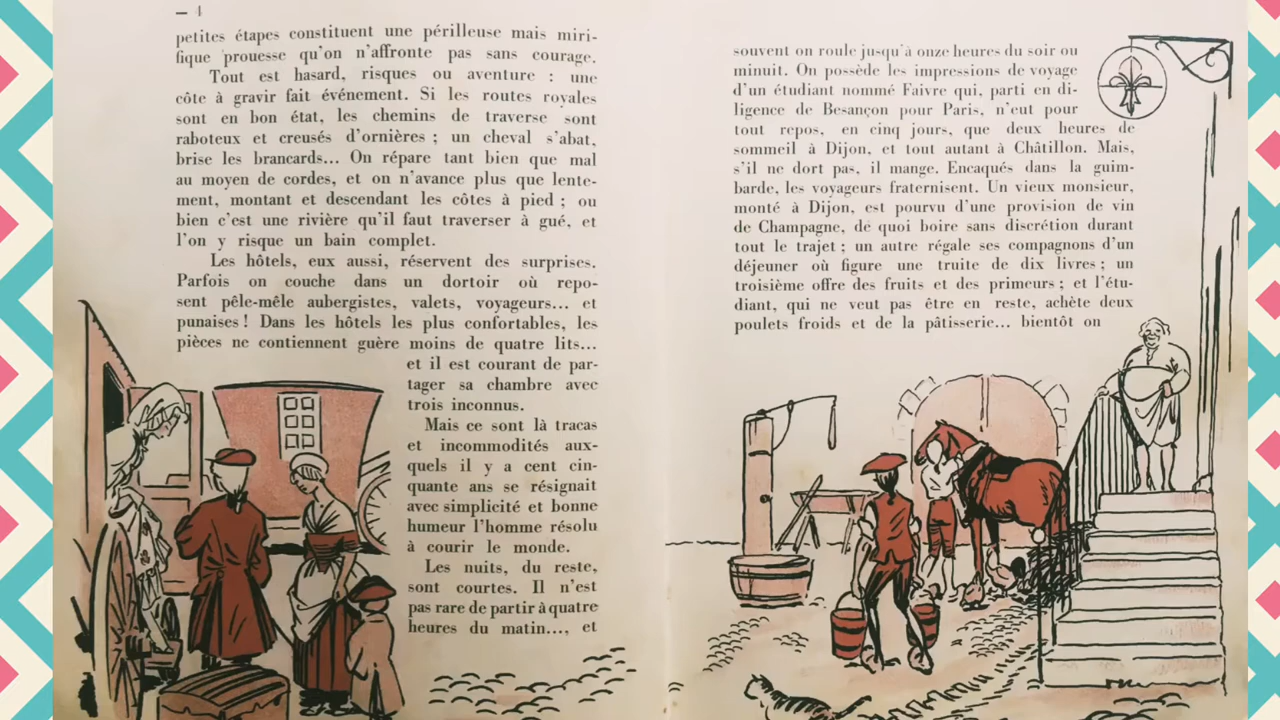 — 4
petites étapes constituent une périlleuse mais miri-
fique prouesse qu'on n'affronte pas sans courage.
Tout est hasard, risques ou aventure : une
côte à gravir fait événement. Si les routes royales
sont en bon état, les chemins de traverse sont
raboteux et creusés d'ornières ; un cheval s'abat,
brise les brancards... On répare tant bien que mal
au moyen de cordes, et on n'avance plus que lente-
ment, montant et descendant les côtes à pied ; ou
bien c'est une rivière qu'il faut traverser à gué, et
l'on y risque un bain complet.
Les hôtels, eux aussi, réservent des surprises.
Parfois on couche dans un dortoir où repo-
sent pêle-mêle aubergistes, valets, voyageurs... et
punaises ! Dans les hôtels les plus confortables, les
pièces ne contiennent guère moins de quatre lits...
et il est courant de par-
tager sa chambre avec
trois inconnus.
Mais ce sont là tracas
et incommodités aux-
quels il y a cent cin-
quante ans se résignait
avec simplicité et bonne
humeur l'homme résolu
à courir le monde.
Les nuits, du reste,
sont courtes. Il n'est
pas rare de partir à quatre
heures du matin..., et
souvent on roule jusqu'à onze heures du soir ou
minuit. On possède les impressions de voyage
d'un étudiant nommé Faivre qui, parti en di-
ligence de Besançon pour Paris, n'eut pour
tout repos, en cinq jours, que deux heures de
sommeil à Dijon, et tout autant à Châtillon. Mais,
s'il ne dort pas, il mange. Encaqués dans la guim-
barde, les voyageurs fraternisent. Un vieux monsieur,
monté à Dijon, est pourvu d'une provision de vin
de Champagne, de quoi boire sans discrétion durant
tout le trajet ; un autre régale ses compagnons d'un
déjeuner où figure une truite de dix livres ; un
troisième offre des fruits et des primeurs ; et l'étu-
diant, qui ne veut pas être en reste, achète deux
poulets froids et de la pâtisserie... bientôt on